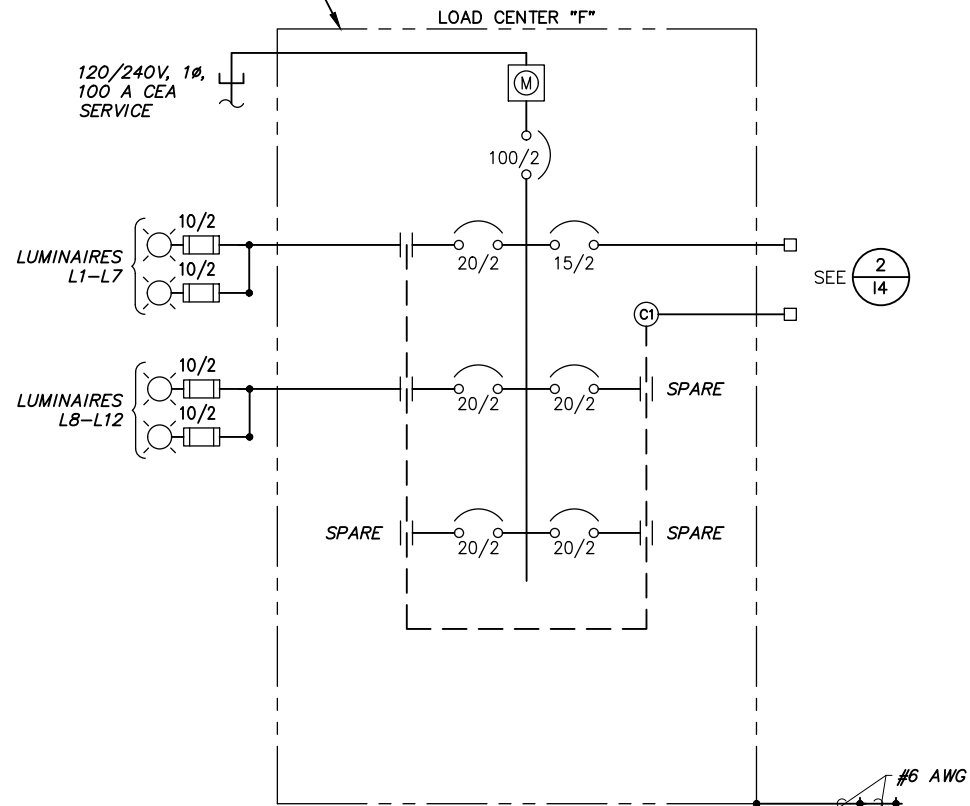 LOAD CENTER "F"
120/240V, 1ø,
100 A CEA
SERVICE
M
100/2
10/2
20/2
15/2
LUMINAIRES
L1–L7
10/2
SEE
2
14
C1
10/2
LUMINAIRES
L8–L12
10/2
20/2
20/2
SPARE
SPARE
20/2
20/2
SPARE
#6 AWG